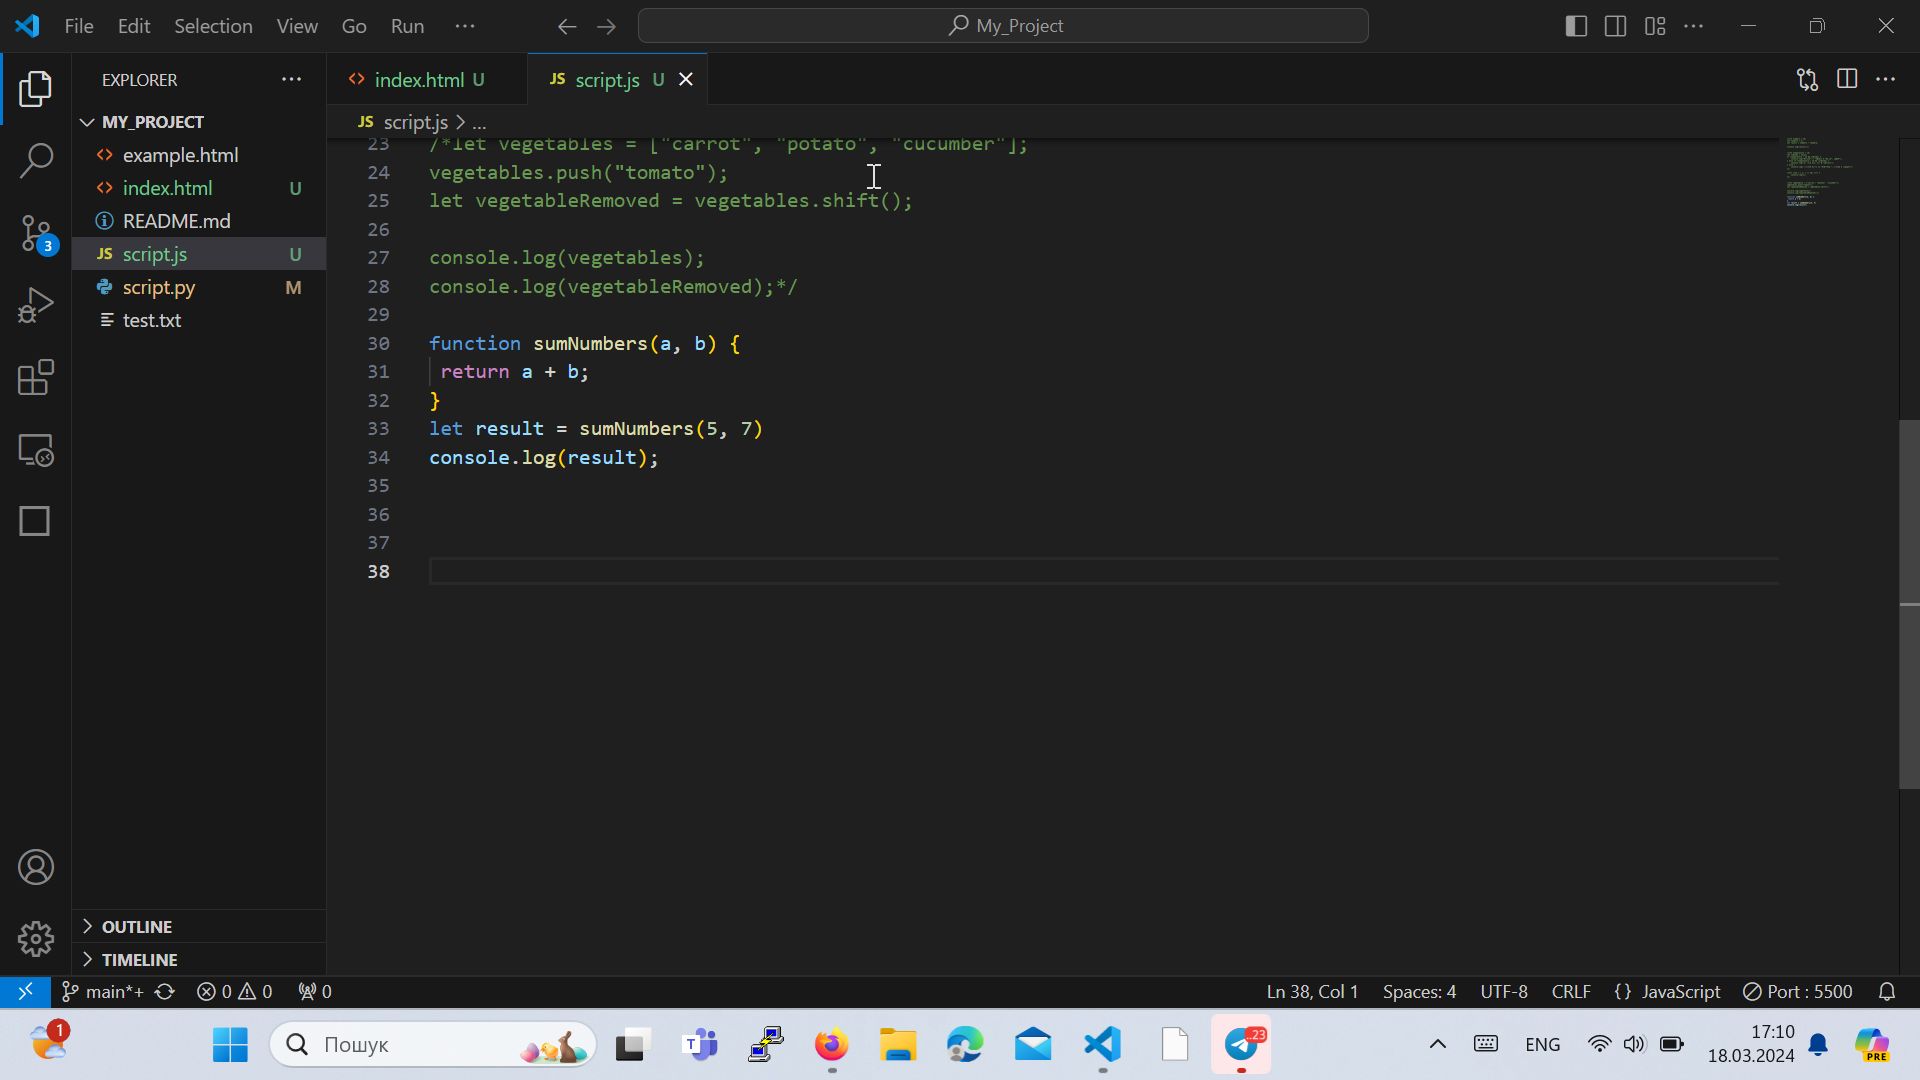 File Edit Selection View Go Run ··· My_Project
EXPLORER ···
index.html U JS script.js U
MY_PROJECT
JS script.js > ...
example.html
index.html U
README.md
JS script.js U
script.py M
test.txt
3
23 /*let vegetables = ["carrot", "potato", "cucumber"];
24 vegetables.push("tomato");
25 let vegetableRemoved = vegetables.shift();
26
27 console.log(vegetables);
28 console.log(vegetableRemoved);*/
29
30 function sumNumbers(a, b) {
31 return a + b;
32 }
33 let result = sumNumbers(5, 7)
34 console.log(result);
35
36
37
38
OUTLINE
TIMELINE
main*+ 0 0 0 Ln 38, Col 1 Spaces: 4 UTF-8 CRLF {} JavaScript Port : 5500
1 Пошук T 23 ENG 17:10
18.03.2024 PRE